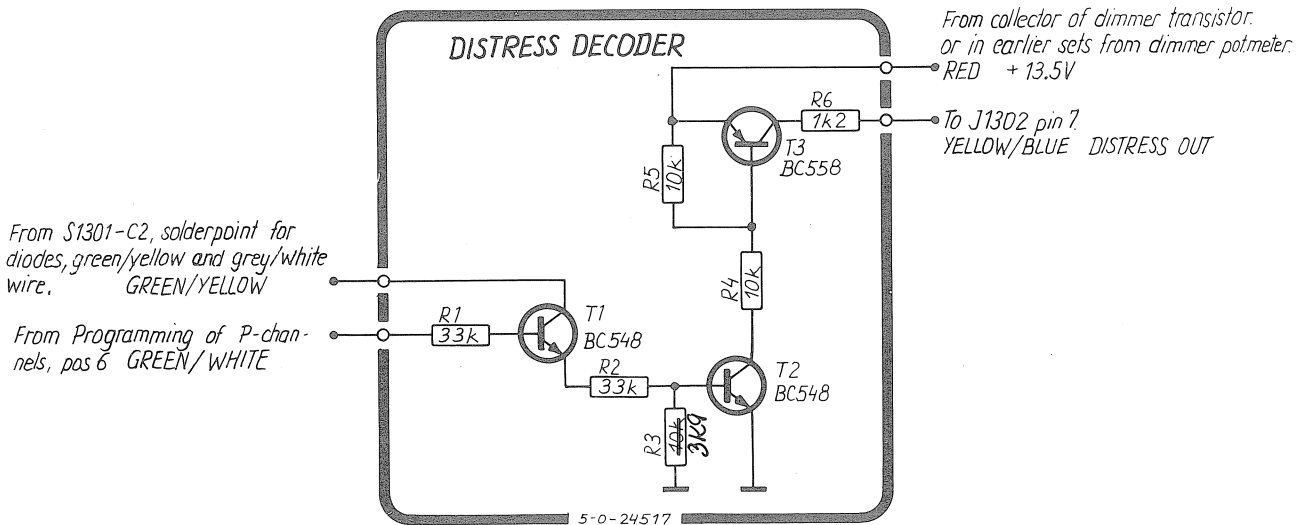 DISTRESS DECODER
From collector of dimmer transistor.
or in earlier sets from dimmer potmeter.
RED + 13.5V
R6
1k2
To J1302 pin 7.
YELLOW/BLUE DISTRESS OUT
T3
BC558
R5
10k
From S1301-C2, solderpoint for
diodes, green/yellow and grey/white
wire. GREEN/YELLOW
R4
10k
R1
33k
T1
BC548
From Programming of P-chan-
nels, pos 6 GREEN/WHITE
R2
33k
T2
BC548
R3
10k
3k9
5-0-24517